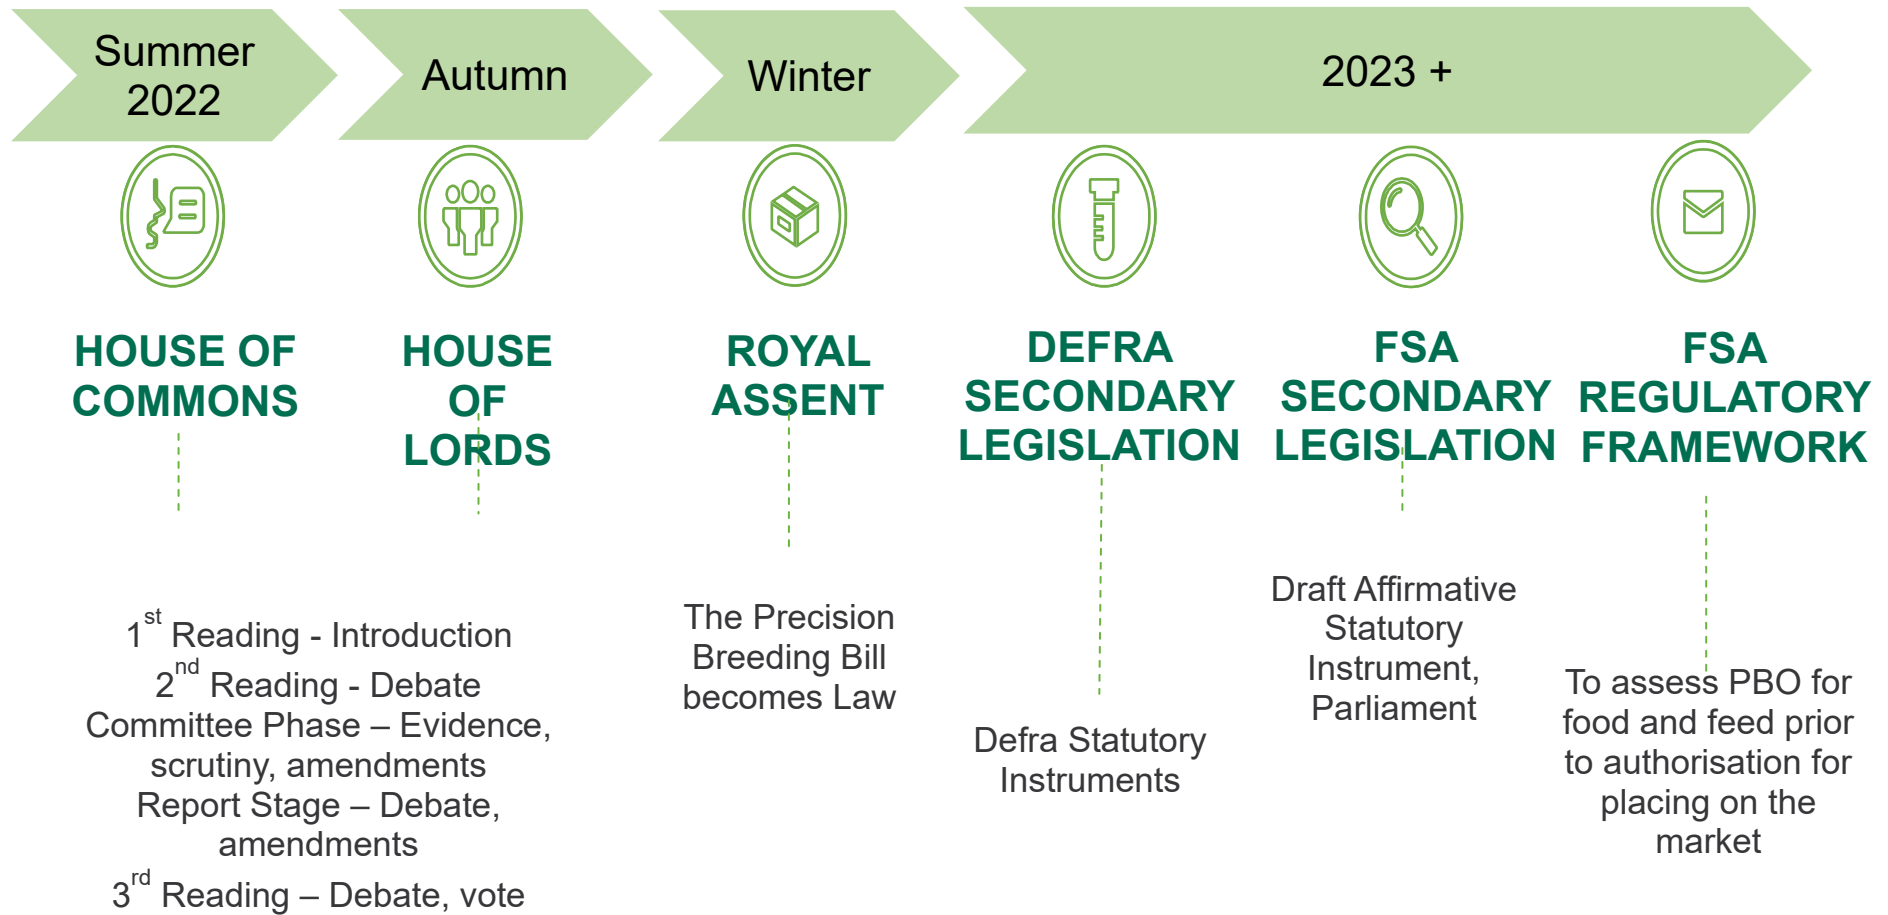 Summer
2022
Autumn
Winter
2023 +
HOUSE OF
COMMONS
HOUSE
OF
LORDS
ROYAL
ASSENT
DEFRA
SECONDARY
LEGISLATION
FSA
SECONDARY
LEGISLATION
FSA
REGULATORY
FRAMEWORK
1st Reading - Introduction
2nd Reading - Debate
Committee Phase – Evidence,
scrutiny, amendments
Report Stage – Debate,
amendments
3rd Reading – Debate, vote
The Precision
Breeding Bill
becomes Law
Defra Statutory
Instruments
Draft Affirmative
Statutory
Instrument,
Parliament
To assess PBO for
food and feed prior
to authorisation for
placing on the
market